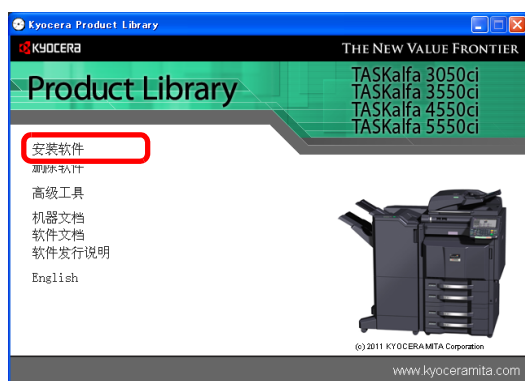 Kyocera Product Library
KYOCERA
THE NEW VALUE FRONTIER
Product Library
TASKalfa 3050ci
TASKalfa 3550ci
TASKalfa 4550ci
TASKalfa 5550ci
安装软件
删除软件
高级工具
机器文档
软件文档
软件发行说明
English
(c) 2011 KYOCERA MITA Corporation
www.kyoceramita.com